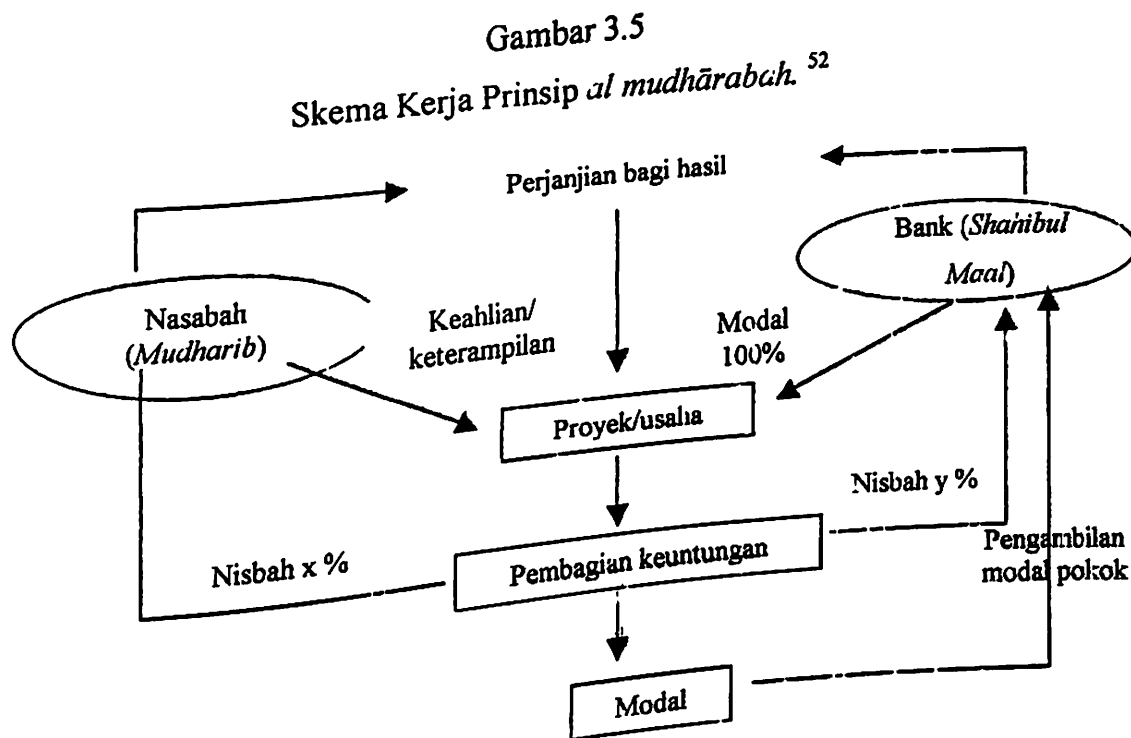 Gambar 3.5
Skema Kerja Prinsip al mudhārabah. 52
Perjanjian bagi hasil
Bank (Shahibul
Maal)
Nasabah
(Mudharib)
Keahlian/
keterampilan
Modal
100%
Proyek/usaha
Nisbah y %
Nisbah x %
Pembagian keuntungan
Pengambilan
modal pokok
Modal